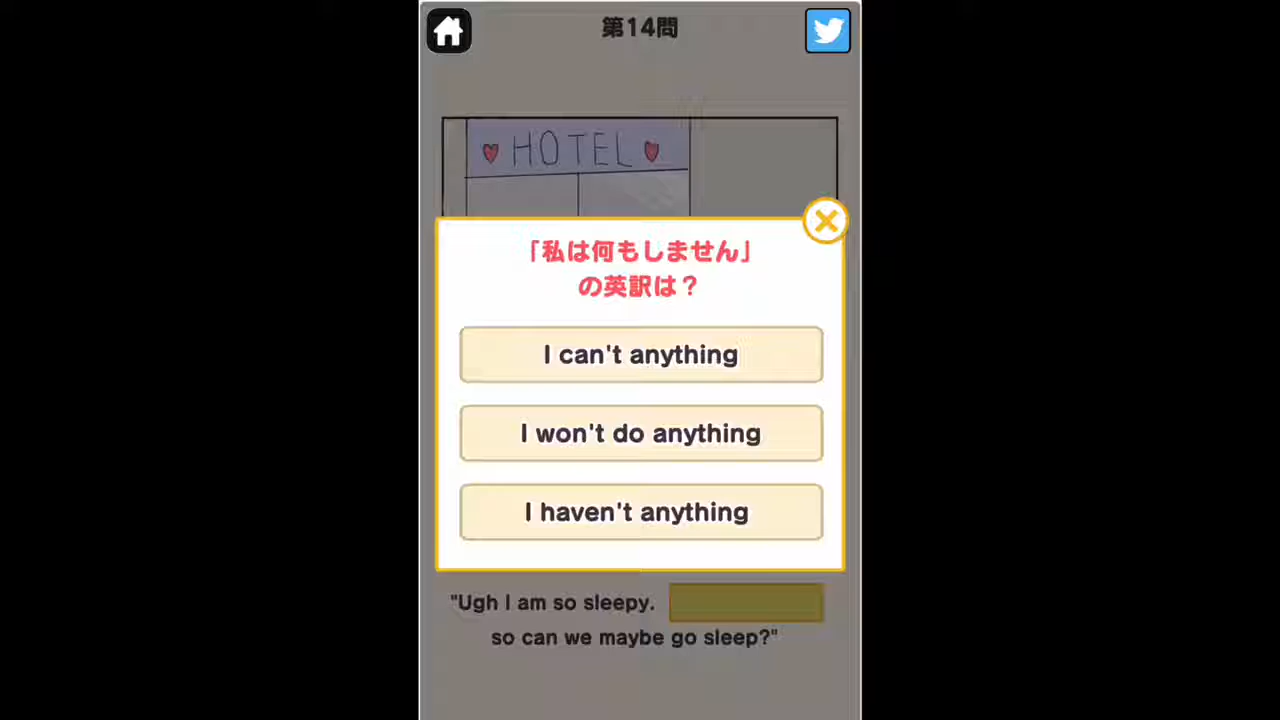 第14問
HOTEL
「私は何もしません」
の英訳は？
I can't anything
I won't do anything
I haven't anything
"Ugh I am so sleepy.
so can we maybe go sleep?"